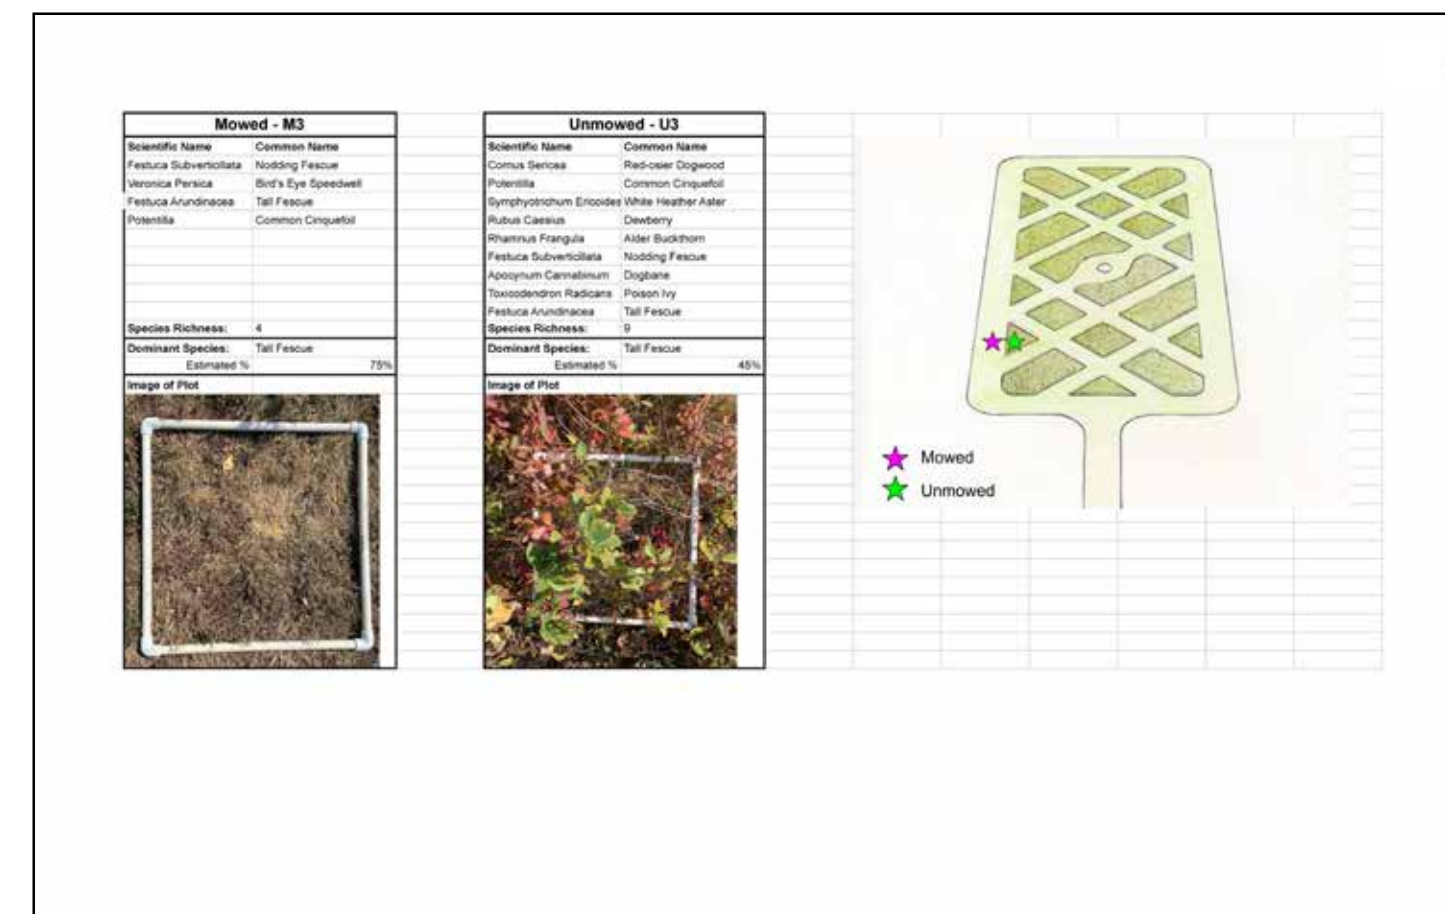 Mowed - M3
Scientific Name Common Name
Festuca Subverticillata Nodding Fescue
Veronica Persica Bird's Eye Speedwell
Festuca Arundinacea Tall Fescue
Potentilla Common Cinquefoil
Species Richness: 4
Dominant Species: Tall Fescue
Estimated % 75%
Image of Plot
Unmowed - U3
Scientific Name Common Name
Cornus Sericea Red-osier Dogwood
Potentilla Common Cinquefoil
Symphyotrichum Ericoides White Heather Aster
Rubus Caesius Dewberry
Rhamnus Frangula Alder Buckthorn
Festuca Subverticillata Nodding Fescue
Apocynum Cannabinum Dogbane
Toxicodendron Radicans Poison Ivy
Festuca Arundinacea Tall Fescue
Species Richness: 9
Dominant Species: Tall Fescue
Estimated % 45%
Image of Plot
Mowed
Unmowed